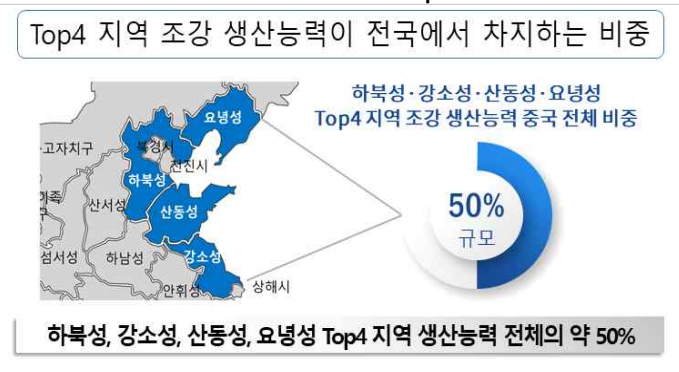 Top4 지역 조강 생산능력이 전국에서 차지하는 비중
하북성·강소성·산동성·요녕성
Top4 지역 조강 생산능력 중국 전체 비중
요녕성
고자치구
북경시
천진시
하북성
산서성
산동성
섬서성
하남성
강소성
안휘성
상해시
50%
규모
하북성, 강소성, 산동성, 요녕성 Top4 지역 생산능력 전체의 약 50%